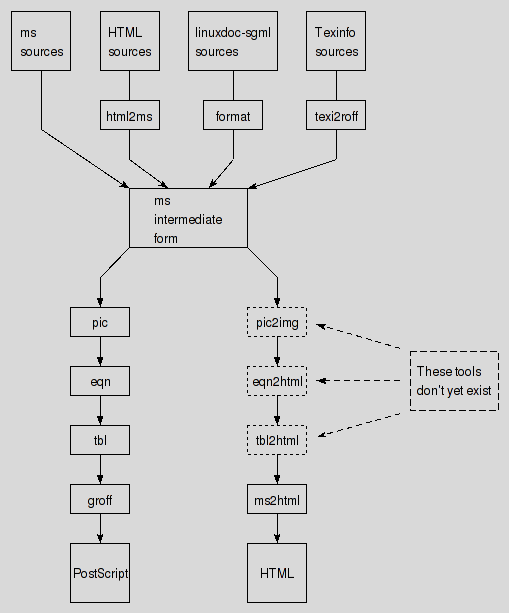 ms
sources
HTML
sources
linuxdoc-sgml
sources
Texinfo
sources
html2ms
format
texi2roff
ms
intermediate
form
pic
pic2img
These tools
don't yet exist
eqn
eqn2html
tbl
tbl2html
groff
ms2html
PostScript
HTML